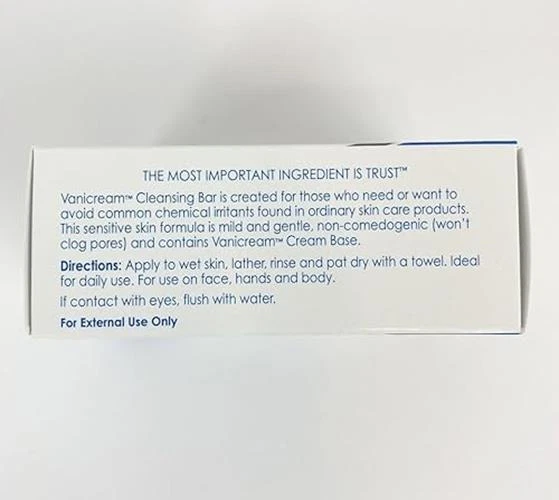 THE MOST IMPORTANT INGREDIENT IS TRUST™
Vanicream™ Cleansing Bar is created for those who need or want to
avoid common chemical irritants found in ordinary skin care products.
This sensitive skin formula is mild and gentle, non-comedogenic (won't
clog pores) and contains Vanicream™ Cream Base.
Directions: Apply to wet skin, lather, rinse and pat dry with a towel. Ideal
for daily use. For use on face, hands and body.
If contact with eyes, flush with water.
For External Use Only